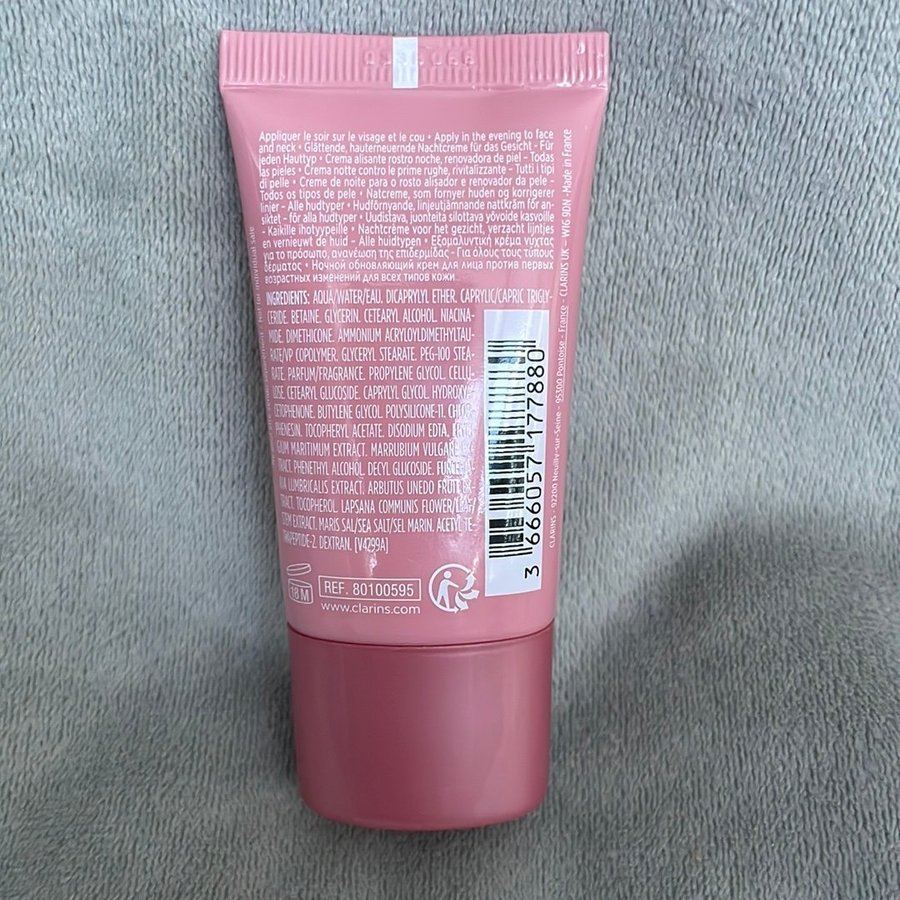 Appliquer le soir sur le visage et le cou • Apply in the evening to face
and neck • Glättende, hauterneuernde Nachtcreme für das Gesicht - Für
jeden Hauttyp • Crema alisante rostro noche, renovadora de piel - Todas
las pieles • Crema notte contro le prime rughe, rivitalizzante - Tutti i tipi
di pelle • Creme de noite para o rosto alisador e renovador da pele -
Todos os tipos de pele • Natcreme, som fornyer huden og korrigerer
linjer - Alle hudtyper • Hudförnyande, linjeutjämnande nattkräm för an-
siktet - för alla hudtyper • Uudistava, juonteita silottava yövoide kasvoille
- Kaikille ihotyypeille • Nachtcrème voor het gezicht, verzacht lijntjes
en vernieuwt de huid - Alle huidtypen • Εξομαλυντική κρέμα νύχτας
για το πρόσωπο, ανανέωση της επιδερμίδας - Για όλους τους τύπους
δέρματος • Ночной обновляющий крем для лица против первых
возрастных изменений для всех типов кожи
INGREDIENTS: AQUA/WATER/EAU. DICAPRYLYL ETHER. CAPRYLIC/CAPRIC TRIGLY-
CERIDE. BETAINE. GLYCERIN. CETEARYL ALCOHOL. NIACINA-
MIDE. DIMETHICONE. AMMONIUM ACRYLOYLDIMETHYLTAU-
RATE/VP COPOLYMER. GLYCERYL STEARATE. PEG-100 STEA-
RATE. PARFUM/FRAGRANCE. PROPYLENE GLYCOL. CELLU-
LOSE. CETEARYL GLUCOSIDE. CAPRYLYL GLYCOL. HYDROXYA-
CETOPHENONE. BUTYLENE GLYCOL. POLYSILICONE-11. CHLOR-
PHENESIN. TOCOPHERYL ACETATE. DISODIUM EDTA. ERYN-
GIUM MARITIMUM EXTRACT. MARRUBIUM VULGARE EX-
TRACT. PHENETHYL ALCOHOL. DECYL GLUCOSIDE. FURCELLA-
RIA LUMBRICALIS EXTRACT. ARBUTUS UNEDO FRUIT EX-
TRACT. TOCOPHEROL. LAPSANA COMMUNIS FLOWER/LEAF/
STEM EXTRACT. MARIS SAL/SEA SALT/SEL MARIN. ACETYL TE-
TRAPEPTIDE-2. DEXTRAN. [V4299A]
18 M
REF. 80100595
www.clarins.com
3 666057 177880
CLARINS - 92200 Neuilly-sur-Seine - 95300 Pontoise - France - CLARINS UK - W1G 9DN - Made in France
Not for individual sale